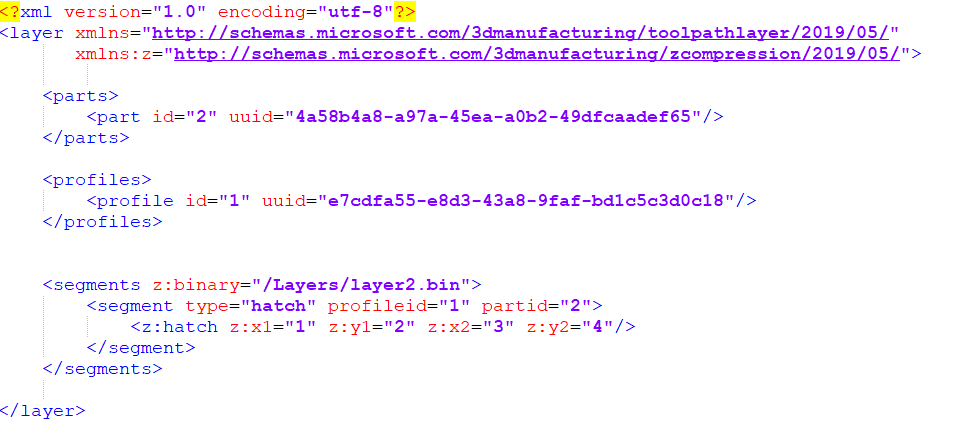 <?xml version="1.0" encoding="utf-8"?>
<layer xmlns="http://schemas.microsoft.com/3dmanufacturing/toolpathlayer/2019/05/"
xmlns:z="http://schemas.microsoft.com/3dmanufacturing/zcompression/2019/05/">
<parts>
<part id="2" uuid="4a58b4a8-a97a-45ea-a0b2-49dfcaadef65"/>
</parts>
<profiles>
<profile id="1" uuid="e7cdfa55-e8d3-43a8-9faf-bd1c5c3d0c18"/>
</profiles>
<segments z:binary="/Layers/layer2.bin">
<segment type="hatch" profileid="1" partid="2">
<z:hatch z:x1="1" z:y1="2" z:x2="3" z:y2="4"/>
</segment>
</segments>
</layer>